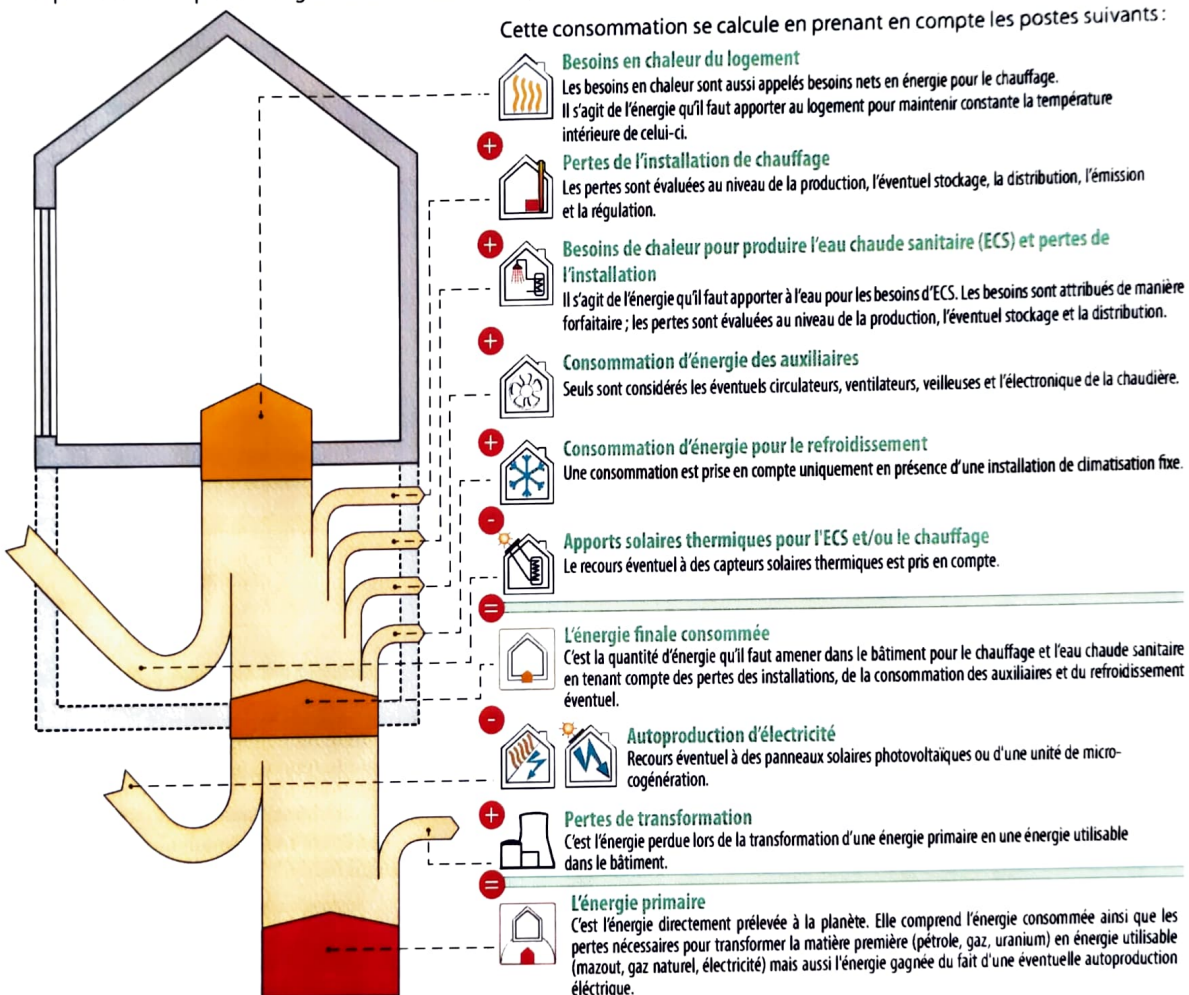 Cette consommation se calcule en prenant en compte les postes suivants :
Besoins en chaleur du logement
Les besoins en chaleur sont aussi appelés besoins nets en énergie pour le chauffage.
Il s'agit de l'énergie qu'il faut apporter au logement pour maintenir constante la température
intérieure de celui-ci.
+
Pertes de l'installation de chauffage
Les pertes sont évaluées au niveau de la production, l'éventuel stockage, la distribution, l'émission
et la régulation.
+
Besoins de chaleur pour produire l'eau chaude sanitaire (ECS) et pertes de
l'installation
Il s'agit de l'énergie qu'il faut apporter à l'eau pour les besoins d'ECS. Les besoins sont attribués de manière
forfaitaire ; les pertes sont évaluées au niveau de la production, l'éventuel stockage et la distribution.
+
Consommation d'énergie des auxiliaires
Seuls sont considérés les éventuels circulateurs, ventilateurs, veilleuses et l'électronique de la chaudière.
+
Consommation d'énergie pour le refroidissement
Une consommation est prise en compte uniquement en présence d'une installation de climatisation fixe.
-
Apports solaires thermiques pour l'ECS et/ou le chauffage
Le recours éventuel à des capteurs solaires thermiques est pris en compte.
=
L'énergie finale consommée
C'est la quantité d'énergie qu'il faut amener dans le bâtiment pour le chauffage et l'eau chaude sanitaire
en tenant compte des pertes des installations, de la consommation des auxiliaires et du refroidissement
éventuel.
-
Autoproduction d'électricité
Recours éventuel à des panneaux solaires photovoltaïques ou d'une unité de micro-
cogénération.
+
Pertes de transformation
C'est l'énergie perdue lors de la transformation d'une énergie primaire en une énergie utilisable
dans le bâtiment.
=
L'énergie primaire
C'est l'énergie directement prélevée à la planète. Elle comprend l'énergie consommée ainsi que les
pertes nécessaires pour transformer la matière première (pétrole, gaz, uranium) en énergie utilisable
(mazout, gaz naturel, électricité) mais aussi l'énergie gagnée du fait d'une éventuelle autoproduction
éléctrique.